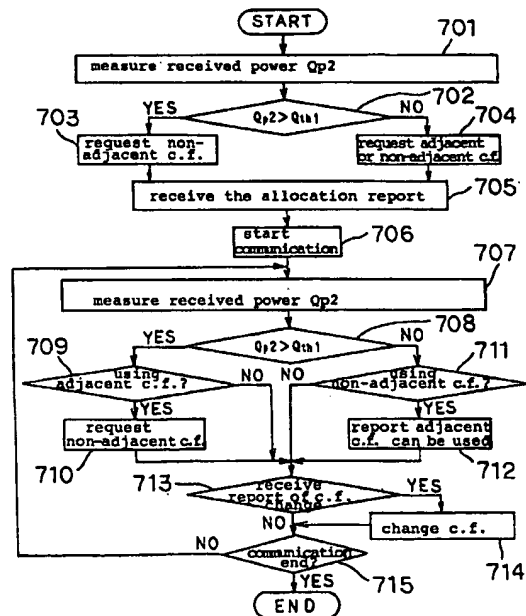 START
701
measure received power Qp2
702
YES
Qp2>Qth1
NO
703
704
request non-
adjacent c.f.
request adjacent
or non-adjacent c.f
receive the allocation report
705
start
communication
706
707
measure received power Qp2
708
YES
Qp2>Qth1
NO
709
711
using
adjacent c.f.?
NO
NO
using
non-adjacent c.f.?
YES
YES
request
non-adjacent c.f.
report adjacent
c.f. can be used
710
712
713
receive
report of c.f.
change
YES
NO
change c.f.
714
NO
communication
end?
715
YES
END